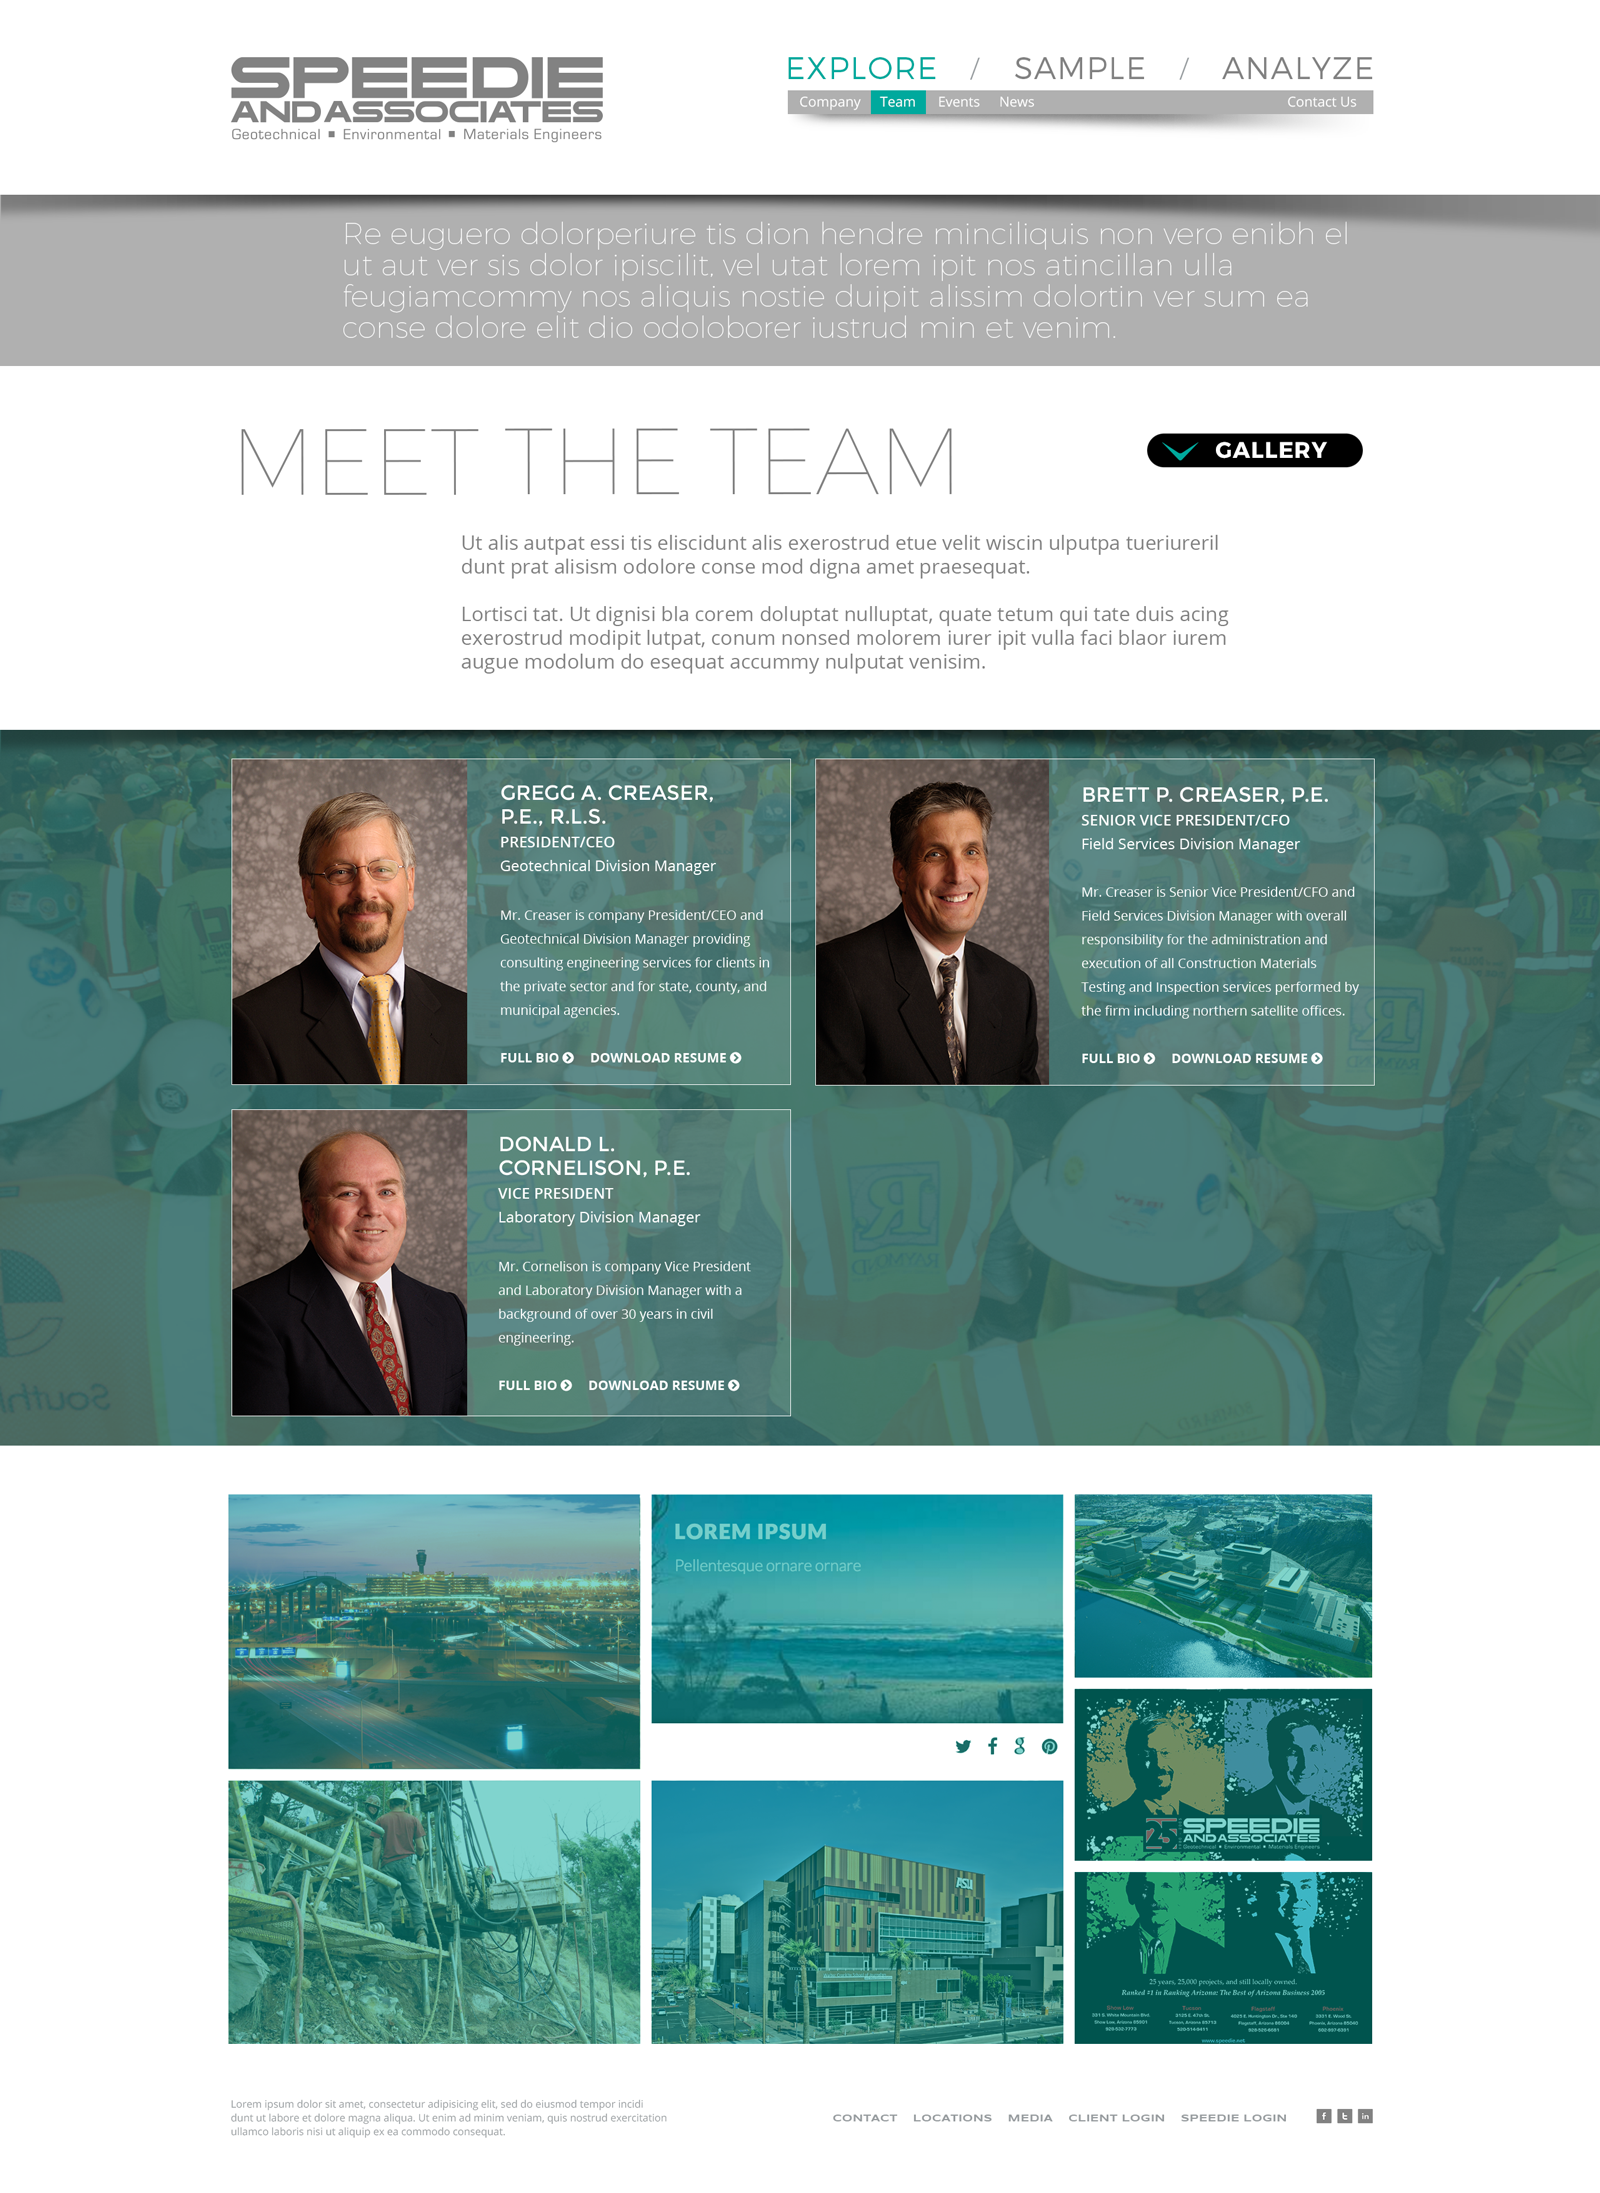 SPEEDIE
AND ASSOCIATES
Geotechnical ■ Environmental ■ Materials Engineers
EXPLORE / SAMPLE / ANALYZE
Company Team Events News Contact Us
Re euguero dolorperiure tis dion hendre minciliquis non vero enibh el
ut aut ver sis dolor ipiscilit, vel utat lorem ipit nos atincillan ulla
feugiamcommy nos aliquis nostie duipit alissim dolortin ver sum ea
conse dolore elit dio odoloborer iustrud min et venim.
MEET THE TEAM
GALLERY
Ut alis autpat essi tis eliscidunt alis exerostrud etue velit wiscin ulputpa tueriureril
dunt prat alisism odolore conse mod digna amet praesequat.
Lortisci tat. Ut dignisi bla corem doluptat nulluptat, quate tetum qui tate duis acing
exerostrud modipit lutpat, conum nonsed molorem iurer ipit vulla faci blaor iurem
augue modolum do esequat accummy nulputat venisim.
GREGG A. CREASER,
P.E., R.L.S.
PRESIDENT/CEO
Geotechnical Division Manager
Mr. Creaser is company President/CEO and
Geotechnical Division Manager providing
consulting engineering services for clients in
the private sector and for state, county, and
municipal agencies.
FULL BIO DOWNLOAD RESUME
BRETT P. CREASER, P.E.
SENIOR VICE PRESIDENT/CFO
Field Services Division Manager
Mr. Creaser is Senior Vice President/CFO and
Field Services Division Manager with overall
responsibility for the administration and
execution of all Construction Materials
Testing and Inspection services performed by
the firm including northern satellite offices.
FULL BIO DOWNLOAD RESUME
DONALD L.
CORNELISON, P.E.
VICE PRESIDENT
Laboratory Division Manager
Mr. Cornelison is company Vice President
and Laboratory Division Manager with a
background of over 30 years in civil
engineering.
FULL BIO DOWNLOAD RESUME
LOREM IPSUM
Pellentesque ornare ornare
ASU
25 SPEEDIE
AND ASSOCIATES
Geotechnical ■ Environmental ■ Materials Engineers
25 years, 25,000 projects, and still locally owned.
Ranked #1 in Ranking Arizona: The Best of Arizona Business 2005
Show Low Tucson Flagstaff Phoenix
www.speedie.net
Lorem ipsum dolor sit amet, consectetur adipisicing elit, sed do eiusmod tempor incidi
dunt ut labore et dolore magna aliqua. Ut enim ad minim veniam, quis nostrud exercitation
ullamco laboris nisi ut aliquip ex ea commodo consequat.
CONTACT LOCATIONS MEDIA CLIENT LOGIN SPEEDIE LOGIN